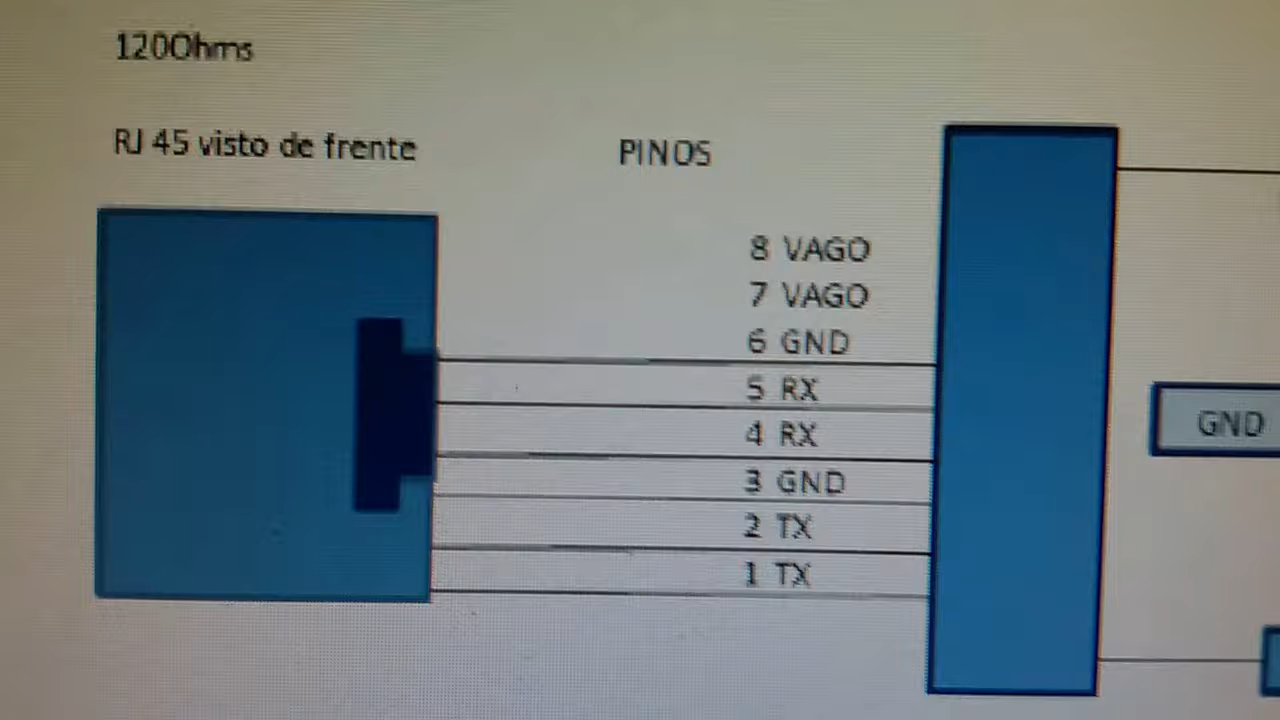 120Ohms
RJ 45 visto de frente
PINOS
8 VAGO
7 VAGO
6 GND
5 RX
4 RX
3 GND
2 TX
1 TX
GND